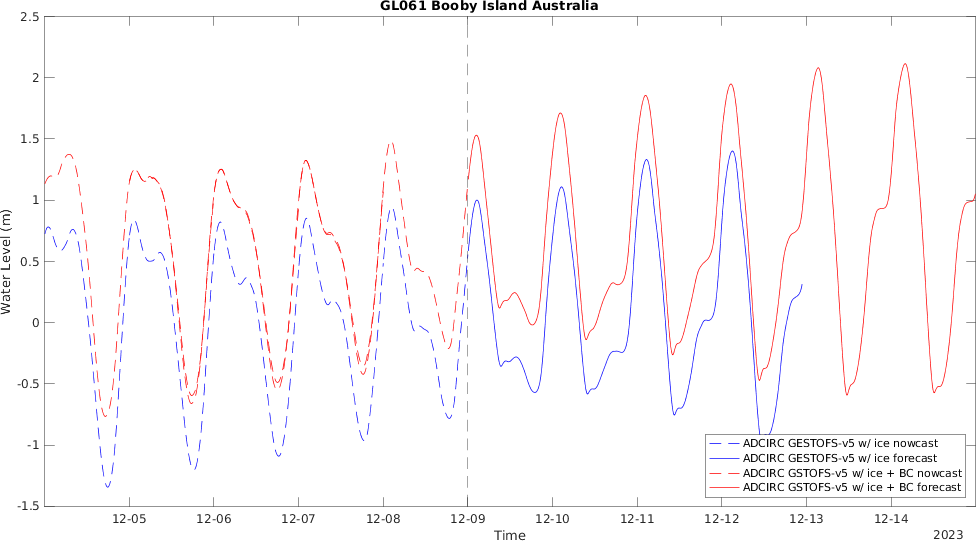 GL061 Booby Island Australia
2.5
2
1.5
1
0.5
0
-0.5
-1
-1.5
Water Level (m)
12-05 12-06 12-07 12-08 12-09 12-10 12-11 12-12 12-13 12-14
Time
2023
ADCIRC GESTOFS-v5 w/ ice nowcast
ADCIRC GESTOFS-v5 w/ ice forecast
ADCIRC GSTOFS-v5 w/ ice + BC nowcast
ADCIRC GSTOFS-v5 w/ ice + BC forecast